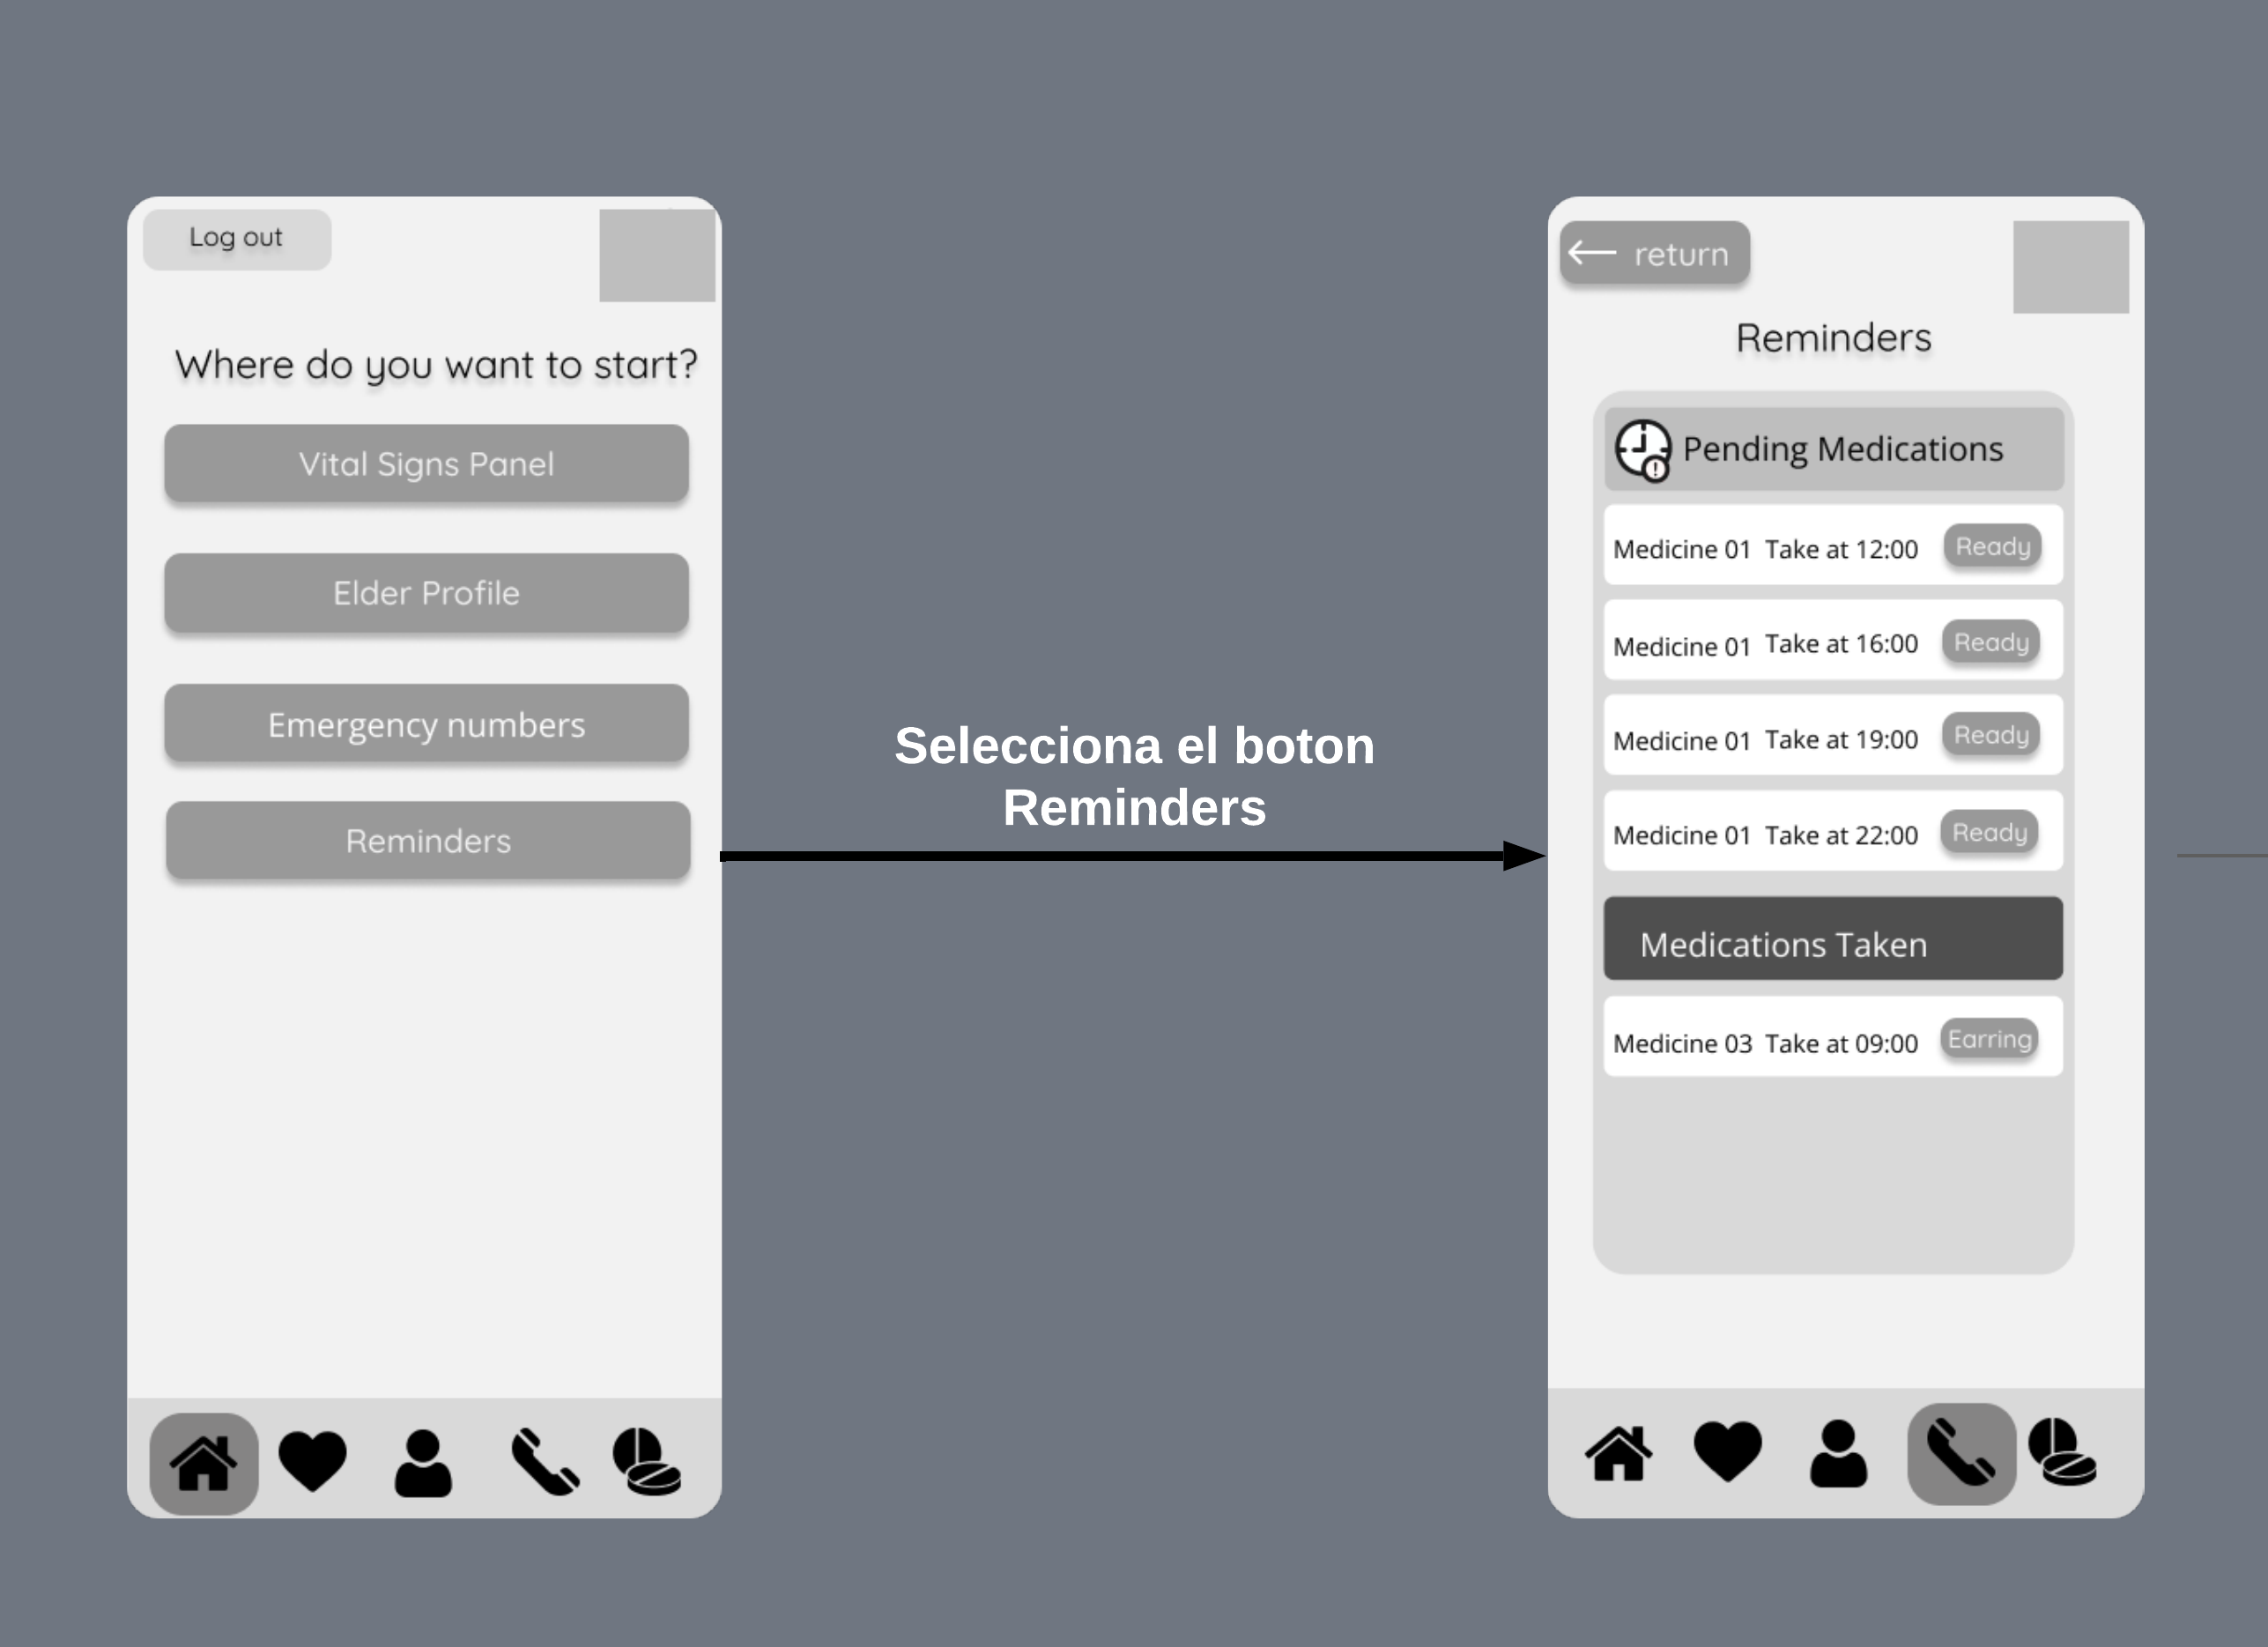 Log out
Where do you want to start?
Vital Signs Panel
Elder Profile
Emergency numbers
Reminders
Selecciona el boton
Reminders
return
Reminders
Pending Medications
Medicine 01 Take at 12:00 Ready
Medicine 01 Take at 16:00 Ready
Medicine 01 Take at 19:00 Ready
Medicine 01 Take at 22:00 Ready
Medications Taken
Medicine 03 Take at 09:00 Earring